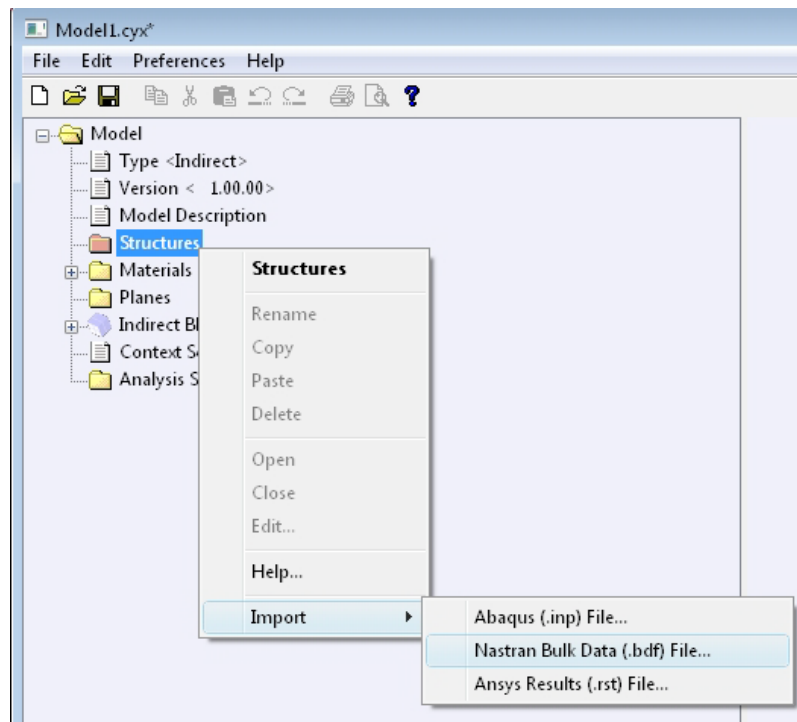 Model1.cyx*
File Edit Preferences Help
Model
Type <Indirect>
Version < 1.00.00>
Model Description
Structures
Materials
Planes
Indirect Bl
Context S
Analysis S
Structures
Rename
Copy
Paste
Delete
Open
Close
Edit...
Help...
Import
Abaqus (.inp) File...
Nastran Bulk Data (.bdf) File...
Ansys Results (.rst) File...